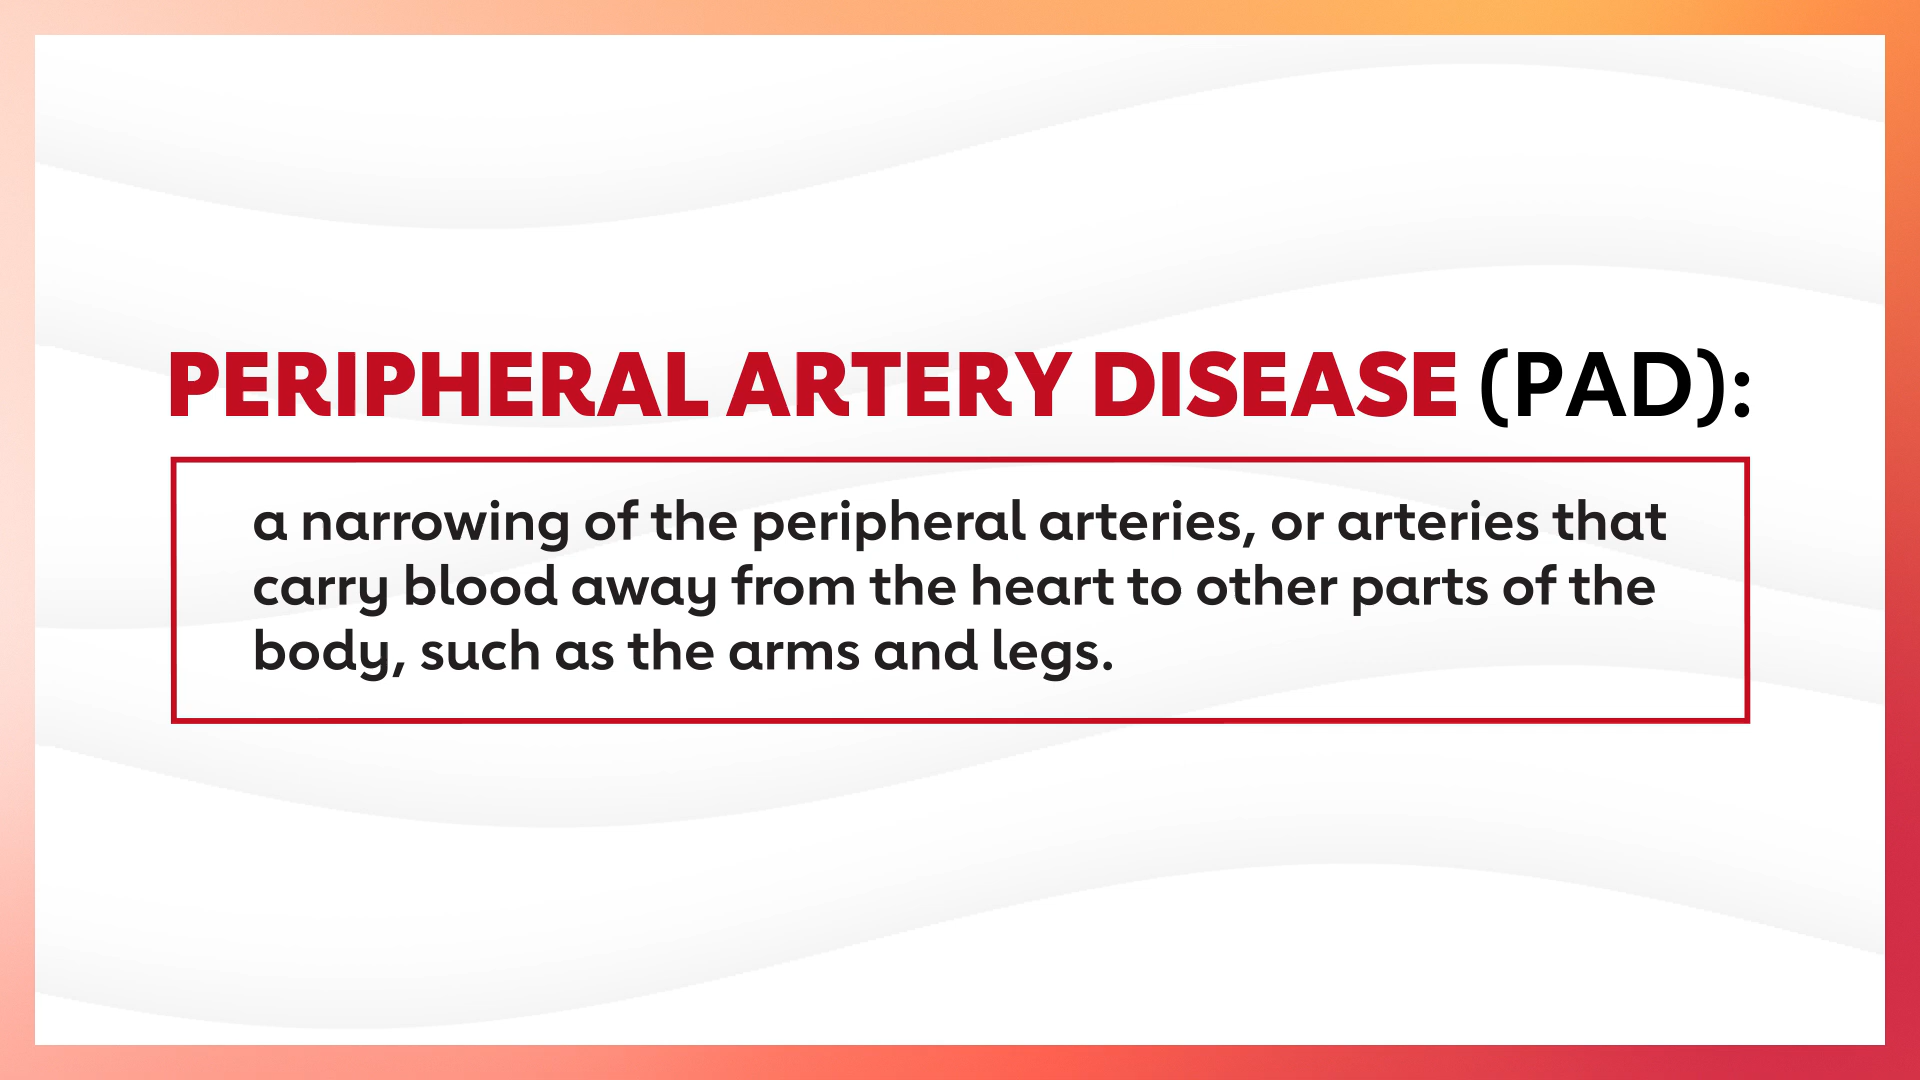 PERIPHERAL ARTERY DISEASE (PAD):
a narrowing of the peripheral arteries, or arteries that
carry blood away from the heart to other parts of the
body, such as the arms and legs.